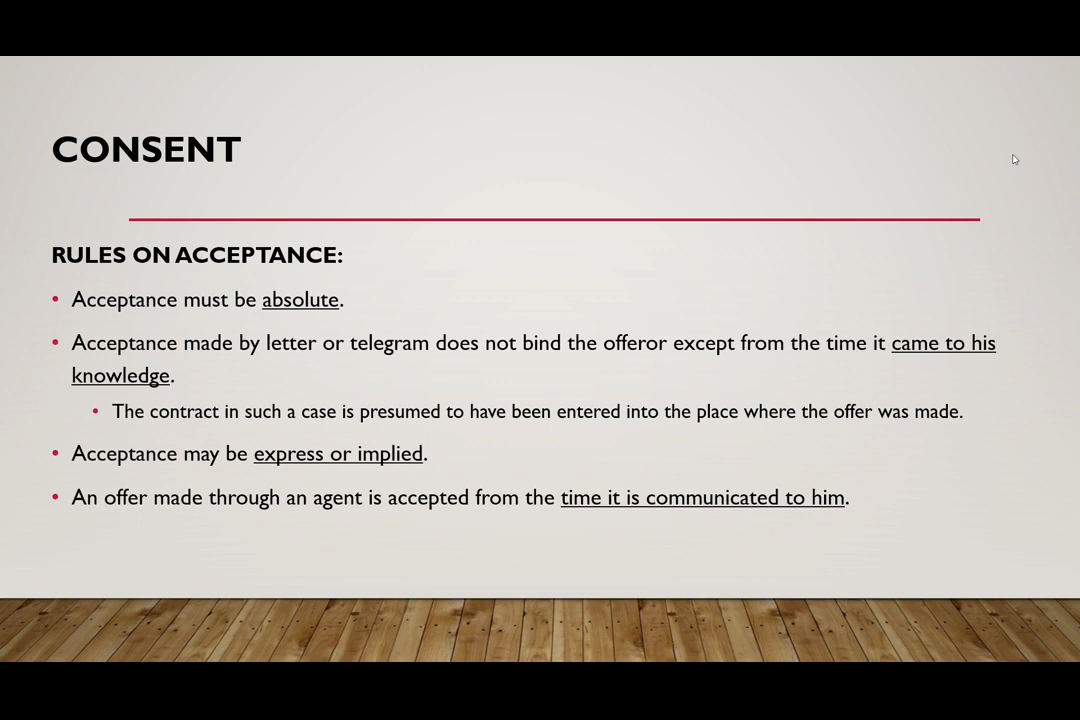 CONSENT
RULES ON ACCEPTANCE:
• Acceptance must be absolute.
• Acceptance made by letter or telegram does not bind the offeror except from the time it came to his
knowledge.
• The contract in such a case is presumed to have been entered into the place where the offer was made.
• Acceptance may be express or implied.
• An offer made through an agent is accepted from the time it is communicated to him.